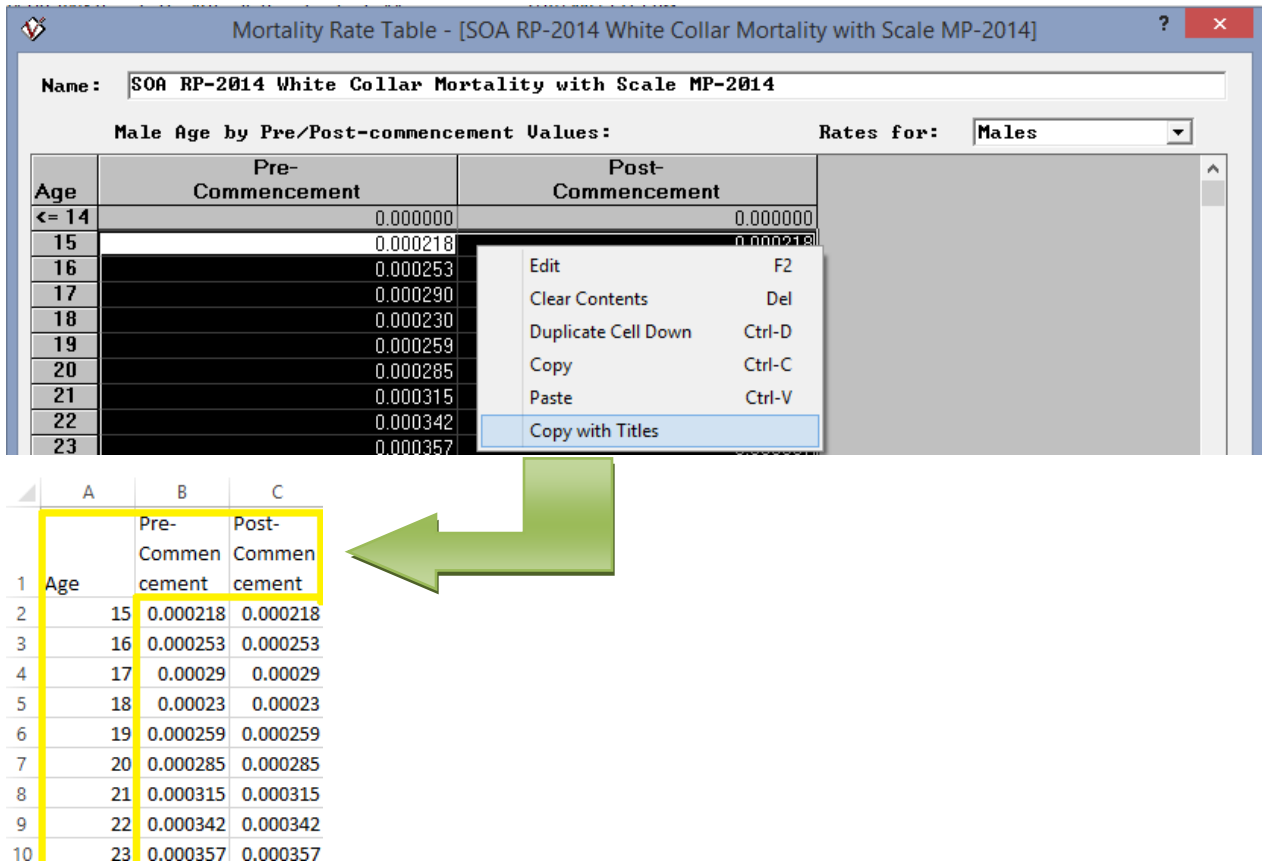 Mortality Rate Table - [SOA RP-2014 White Collar Mortality with Scale MP-2014] ? ×
Name: SOA RP-2014 White Collar Mortality with Scale MP-2014
Male Age by Pre/Post-commencement Values: Rates for: Males
Pre- Post-
Age Commencement Commencement
<= 14 0.000000 0.000000
15 0.000218 0.000218
16 0.000253
17 0.000290
18 0.000230
19 0.000259
20 0.000285
21 0.000315
22 0.000342
23 0.000357
Edit F2
Clear Contents Del
Duplicate Cell Down Ctrl-D
Copy Ctrl-C
Paste Ctrl-V
Copy with Titles
A B C
Pre- Post-
Commen Commen
1 Age cement cement
2 15 0.000218 0.000218
3 16 0.000253 0.000253
4 17 0.00029 0.00029
5 18 0.00023 0.00023
6 19 0.000259 0.000259
7 20 0.000285 0.000285
8 21 0.000315 0.000315
9 22 0.000342 0.000342
10 23 0.000357 0.000357